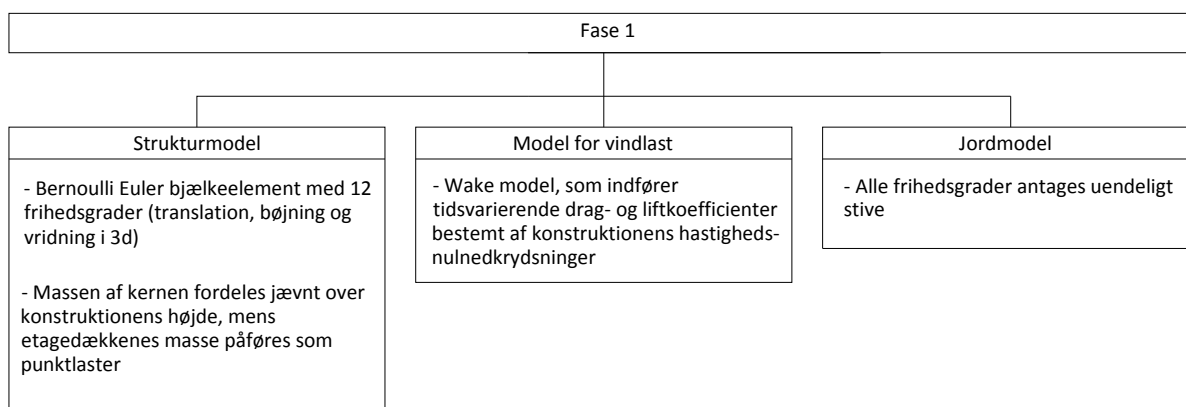 Fase 1
Strukturmodel
- Bernoulli Euler bjælkeelement med 12
frihedsgrader (translation, bøjning og
vridning i 3d)
- Massen af kernen fordeles jævnt over
konstruktionens højde, mens
etagedækkenes masse påføres som
punktlaster
Model for vindlast
- Wake model, som indfører
tidsvarierende drag- og liftkoefficienter
bestemt af konstruktionens hastigheds-
nulnedkrydsninger
Jordmodel
- Alle frihedsgrader antages uendeligt
stive